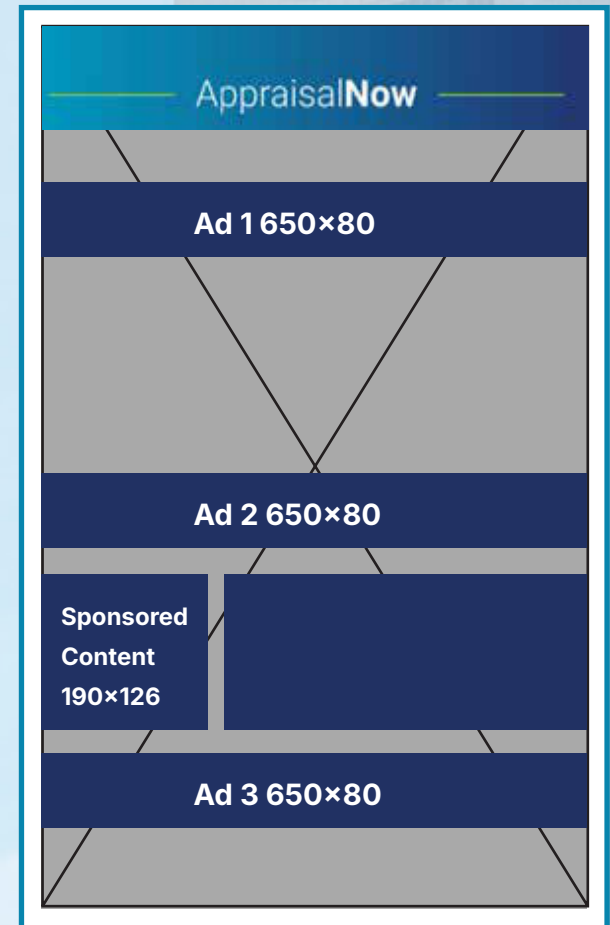 AppraisalNow
Ad 1 650×80
Ad 2 650×80
Sponsored
Content
190×126
Ad 3 650×80